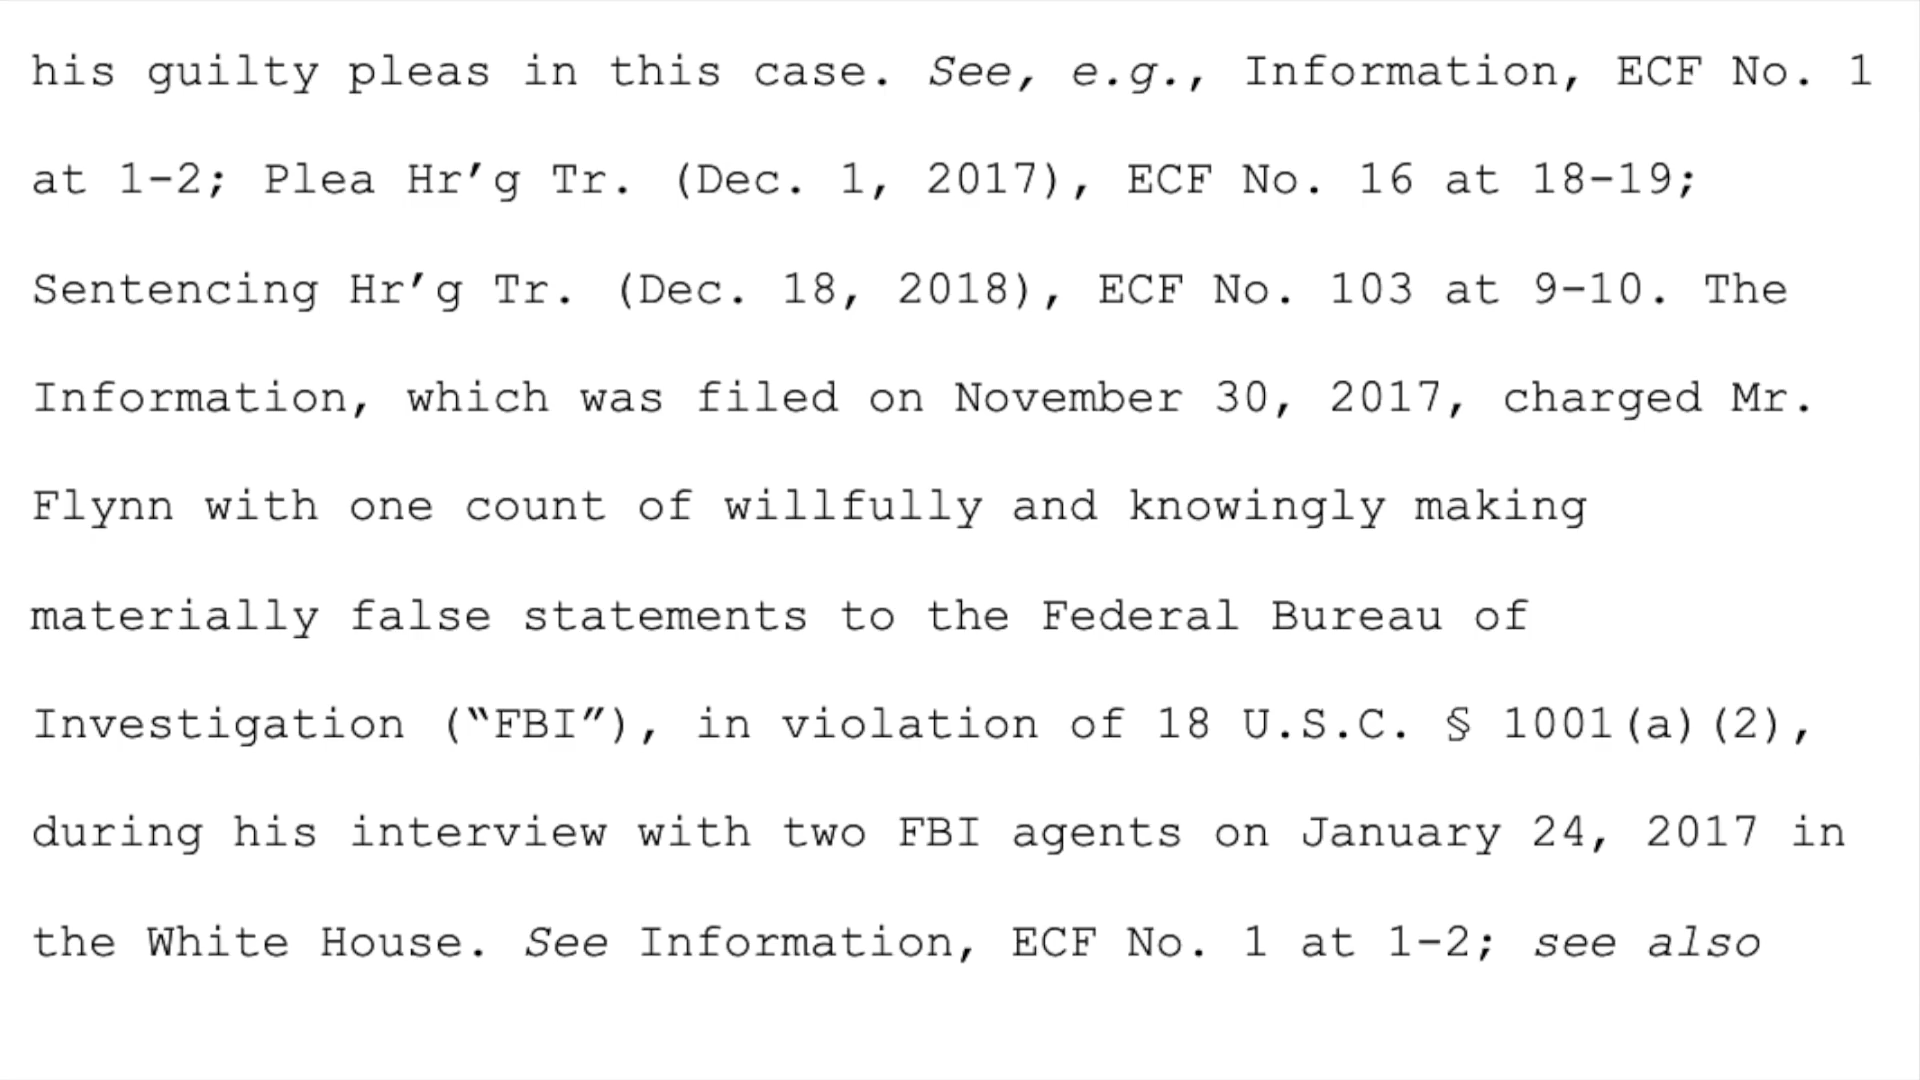 his guilty pleas in this case. See, e.g., Information, ECF No. 1
at 1-2; Plea Hr’g Tr. (Dec. 1, 2017), ECF No. 16 at 18-19;
Sentencing Hr’g Tr. (Dec. 18, 2018), ECF No. 103 at 9-10. The
Information, which was filed on November 30, 2017, charged Mr.
Flynn with one count of willfully and knowingly making
materially false statements to the Federal Bureau of
Investigation (“FBI”), in violation of 18 U.S.C. § 1001(a)(2),
during his interview with two FBI agents on January 24, 2017 in
the White House. See Information, ECF No. 1 at 1-2; see also